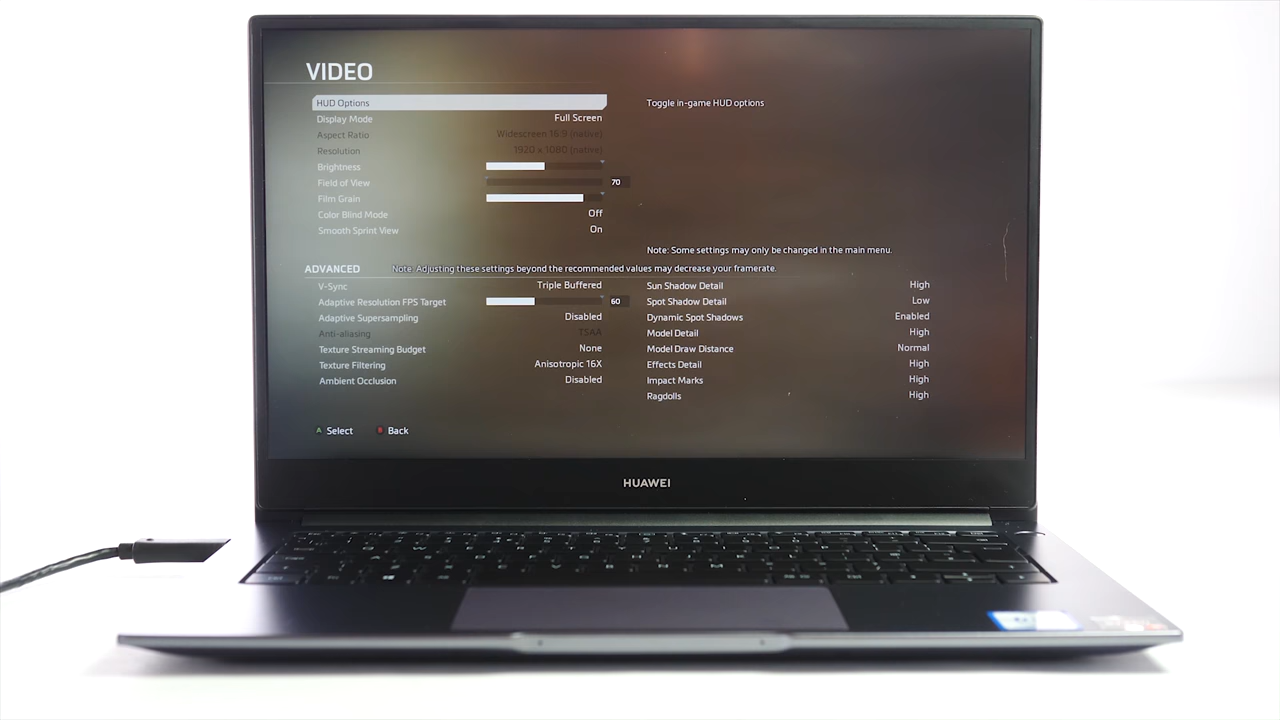 VIDEO
HUD Options
Toggle in-game HUD options
Display Mode Full Screen
Aspect Ratio Widescreen 16:9 (native)
Resolution 1920 x 1080 (native)
Brightness
Field of View 70
Film Grain
Color Blind Mode Off
Smooth Sprint View On
Note: Some settings may only be changed in the main menu.
ADVANCED Note: Adjusting these settings beyond the recommended values may decrease your framerate.
V-Sync Triple Buffered
Adaptive Resolution FPS Target 60
Adaptive Supersampling Disabled
Anti-aliasing TSAA
Texture Streaming Budget None
Texture Filtering Anisotropic 16X
Ambient Occlusion Disabled
Sun Shadow Detail High
Spot Shadow Detail Low
Dynamic Spot Shadows Enabled
Model Detail High
Model Draw Distance Normal
Effects Detail High
Impact Marks High
Ragdolls High
A Select B Back
HUAWEI